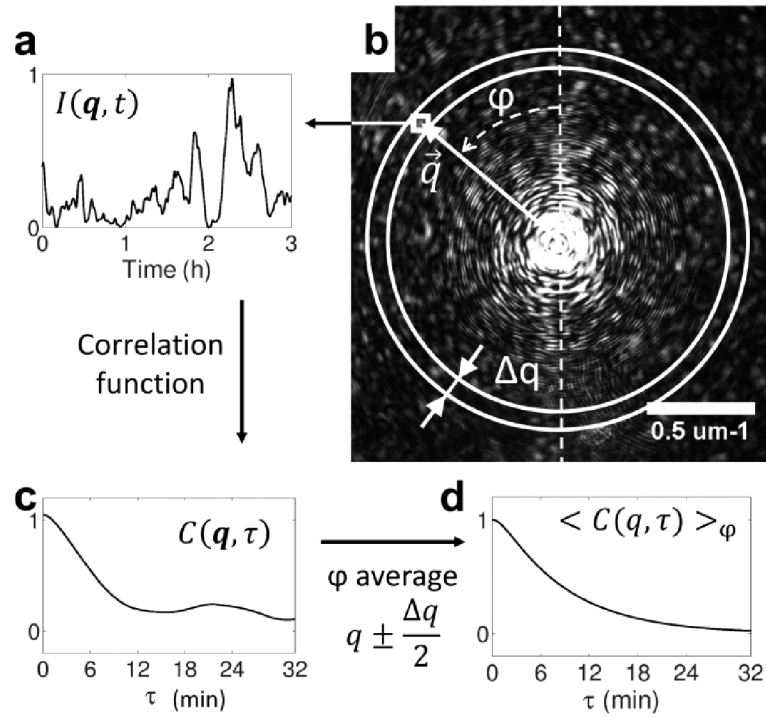 a
1
I(q, t)
0
0 1 2 3
Time (h)
b
φ
q⃗
Δq
0.5 um-1
Correlation
function
c
1
C(q, τ)
0
0 6 12 18 24 32
τ (min)
φ average
q ± Δq/2
d
1
< C(q, τ) >φ
0
0 6 12 18 24 32
τ (min)